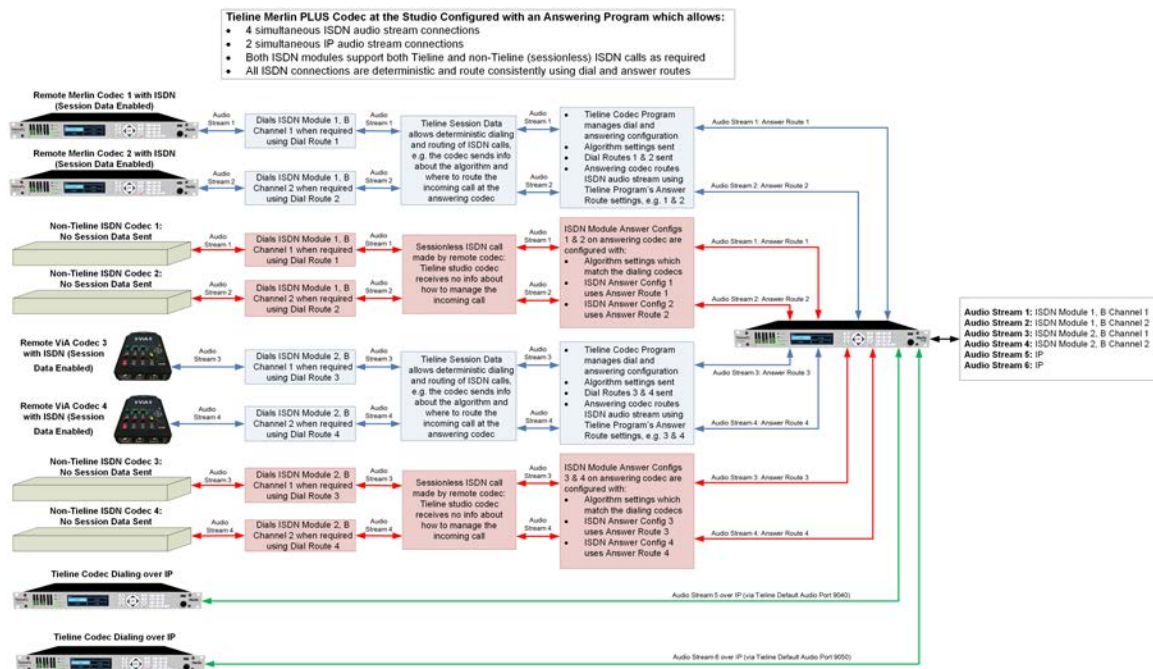 Tieline Merlin PLUS Codec at the Studio Configured with an Answering Program which allows:
• 4 simultaneous ISDN audio stream connections
• 2 simultaneous IP audio stream connections
• Both ISDN modules support both Tieline and non-Tieline (sessionless) ISDN calls as required
• All ISDN connections are deterministic and route consistently using dial and answer routes
Remote Merlin Codec 1 with ISDN
(Session Data Enabled)
Audio
Stream 1
Dials ISDN Module 1, B
Channel 1 when required
using Dial Route 1
Audio
Stream 1
Remote Merlin Codec 2 with ISDN
(Session Data Enabled)
Audio
Stream 2
Dials ISDN Module 1, B
Channel 2 when required
using Dial Route 2
Audio
Stream 2
Tieline Session Data
allows deterministic dialing
and routing of ISDN calls,
e.g. the codec sends info
about the algorithm and
where to route the
incoming call at the
answering codec
Audio
Stream 1
Audio
Stream 2
• Tieline Codec Program
manages dial and
answering configuration
• Algorithm settings sent
• Dial Routes 1 & 2 sent
• Answering codec routes
ISDN audio stream using
Tieline Program's Answer
Route settings, e.g. 1 & 2
Audio Stream 1: Answer Route 1
Audio Stream 2: Answer Route 2
Non-Tieline ISDN Codec 1:
No Session Data Sent
Audio
Stream 1
Dials ISDN Module 1, B
Channel 1 when required
using Dial Route 1
Audio
Stream 1
Non-Tieline ISDN Codec 2:
No Session Data Sent
Audio
Stream 2
Dials ISDN Module 1, B
Channel 2 when required
using Dial Route 2
Audio
Stream 2
Sessionless ISDN call
made by remote codec:
Tieline studio codec
receives no info about
how to manage the
incoming call
Audio
Stream 1
Audio
Stream 2
ISDN Module Answer Configs
1 & 2 on answering codec are
configured with:
• Algorithm settings which
match the dialing codecs
• ISDN Answer Config 1
uses Answer Route 1
• ISDN Answer Config 2
uses Answer Route 2
Audio Stream 1: Answer Route 1
Audio Stream 2: Answer Route 2
Audio Stream 1: ISDN Module 1, B Channel 1
Audio Stream 2: ISDN Module 1, B Channel 2
Audio Stream 3: ISDN Module 2, B Channel 1
Audio Stream 4: ISDN Module 2, B Channel 2
Audio Stream 5: IP
Audio Stream 6: IP
Remote ViA Codec 3
with ISDN (Session
Data Enabled)
Audio
Stream 3
Dials ISDN Module 2, B
Channel 1 when required
using Dial Route 3
Audio
Stream 3
Remote ViA Codec 4
with ISDN (Session
Data Enabled)
Audio
Stream 4
Dials ISDN Module 2, B
Channel 2 when required
using Dial Route 4
Audio
Stream 4
Tieline Session Data
allows deterministic dialing
and routing of ISDN calls,
e.g. the codec sends info
about the algorithm and
where to route the
incoming call at the
answering codec
Audio
Stream 3
Audio
Stream 4
• Tieline Codec Program
manages dial and
answering configuration
• Algorithm settings sent
• Dial Routes 3 & 4 sent
• Answering codec routes
ISDN audio stream using
Tieline Program's Answer
Route settings, e.g. 3 & 4
Audio Stream 3: Answer Route 3
Audio Stream 4: Answer Route 4
Non-Tieline ISDN Codec 3:
No Session Data Sent
Audio
Stream 3
Dials ISDN Module 2, B
Channel 1 when required
using Dial Route 3
Audio
Stream 3
Non-Tieline ISDN Codec 4:
No Session Data Sent
Audio
Stream 4
Dials ISDN Module 2, B
Channel 2 when required
using Dial Route 4
Audio
Stream 4
Sessionless ISDN call
made by remote codec:
Tieline studio codec
receives no info about
how to manage the
incoming call
Audio
Stream 3
Audio
Stream 4
ISDN Module Answer Configs
3 & 4 on answering codec are
configured with:
• Algorithm settings which
match the dialing codecs
• ISDN Answer Config 3
uses Answer Route 3
• ISDN Answer Config 4
uses Answer Route 4
Audio Stream 3: Answer Route 3
Audio Stream 4: Answer Route 4
Tieline Codec Dialing over IP
Audio Stream 5 over IP (via Tieline Default Audio Port 9040)
Tieline Codec Dialing over IP
Audio Stream 6 over IP (via Tieline Default Audio Port 9050)